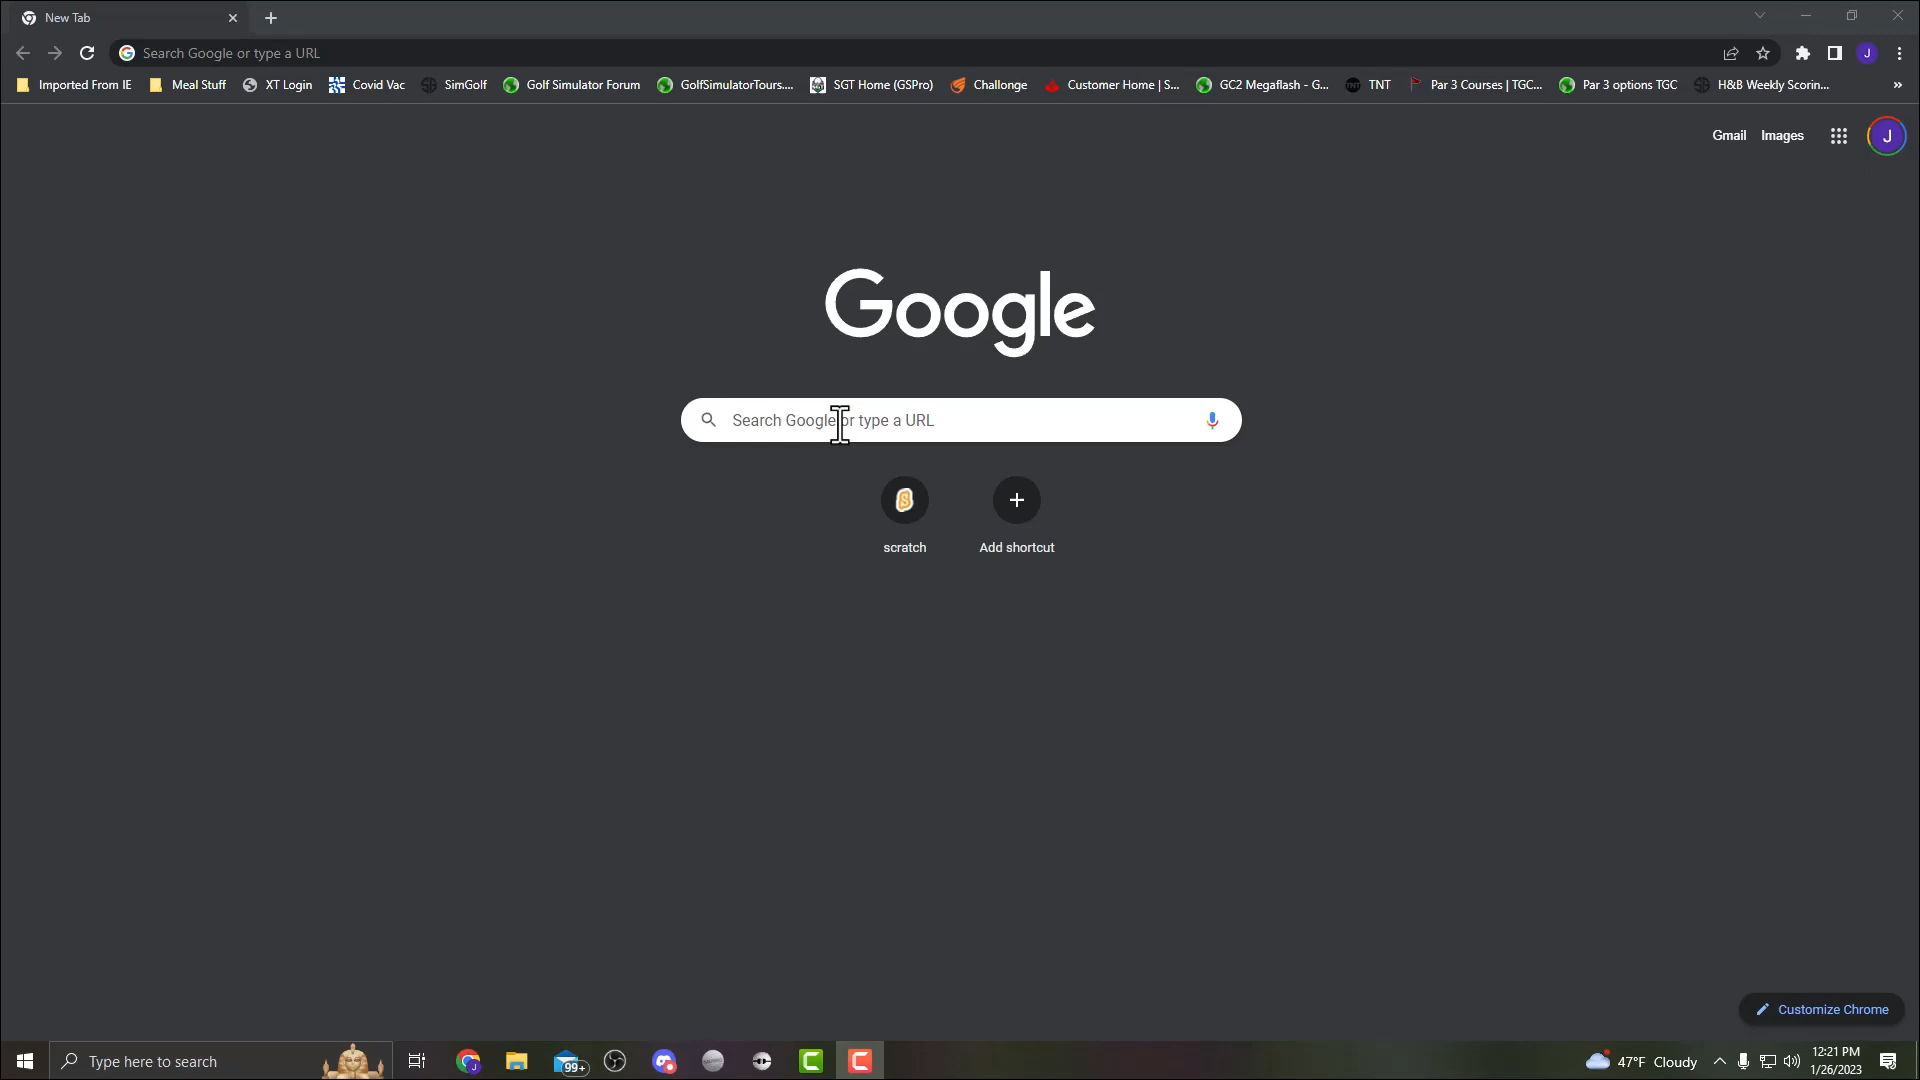 New Tab
Search Google or type a URL
Imported From IE Meal Stuff XT Login Covid Vac SimGolf Golf Simulator Forum GolfSimulatorTours.... SGT Home (GSPro) Challonge Customer Home | S... GC2 Megaflash - G... TNT Par 3 Courses | TGC... Par 3 options TGC H&B Weekly Scorin... »
Gmail Images J
Google
Search Google or type a URL
scratch Add shortcut
Customize Chrome
Type here to search 99+ 47°F Cloudy 12:21 PM
1/26/2023